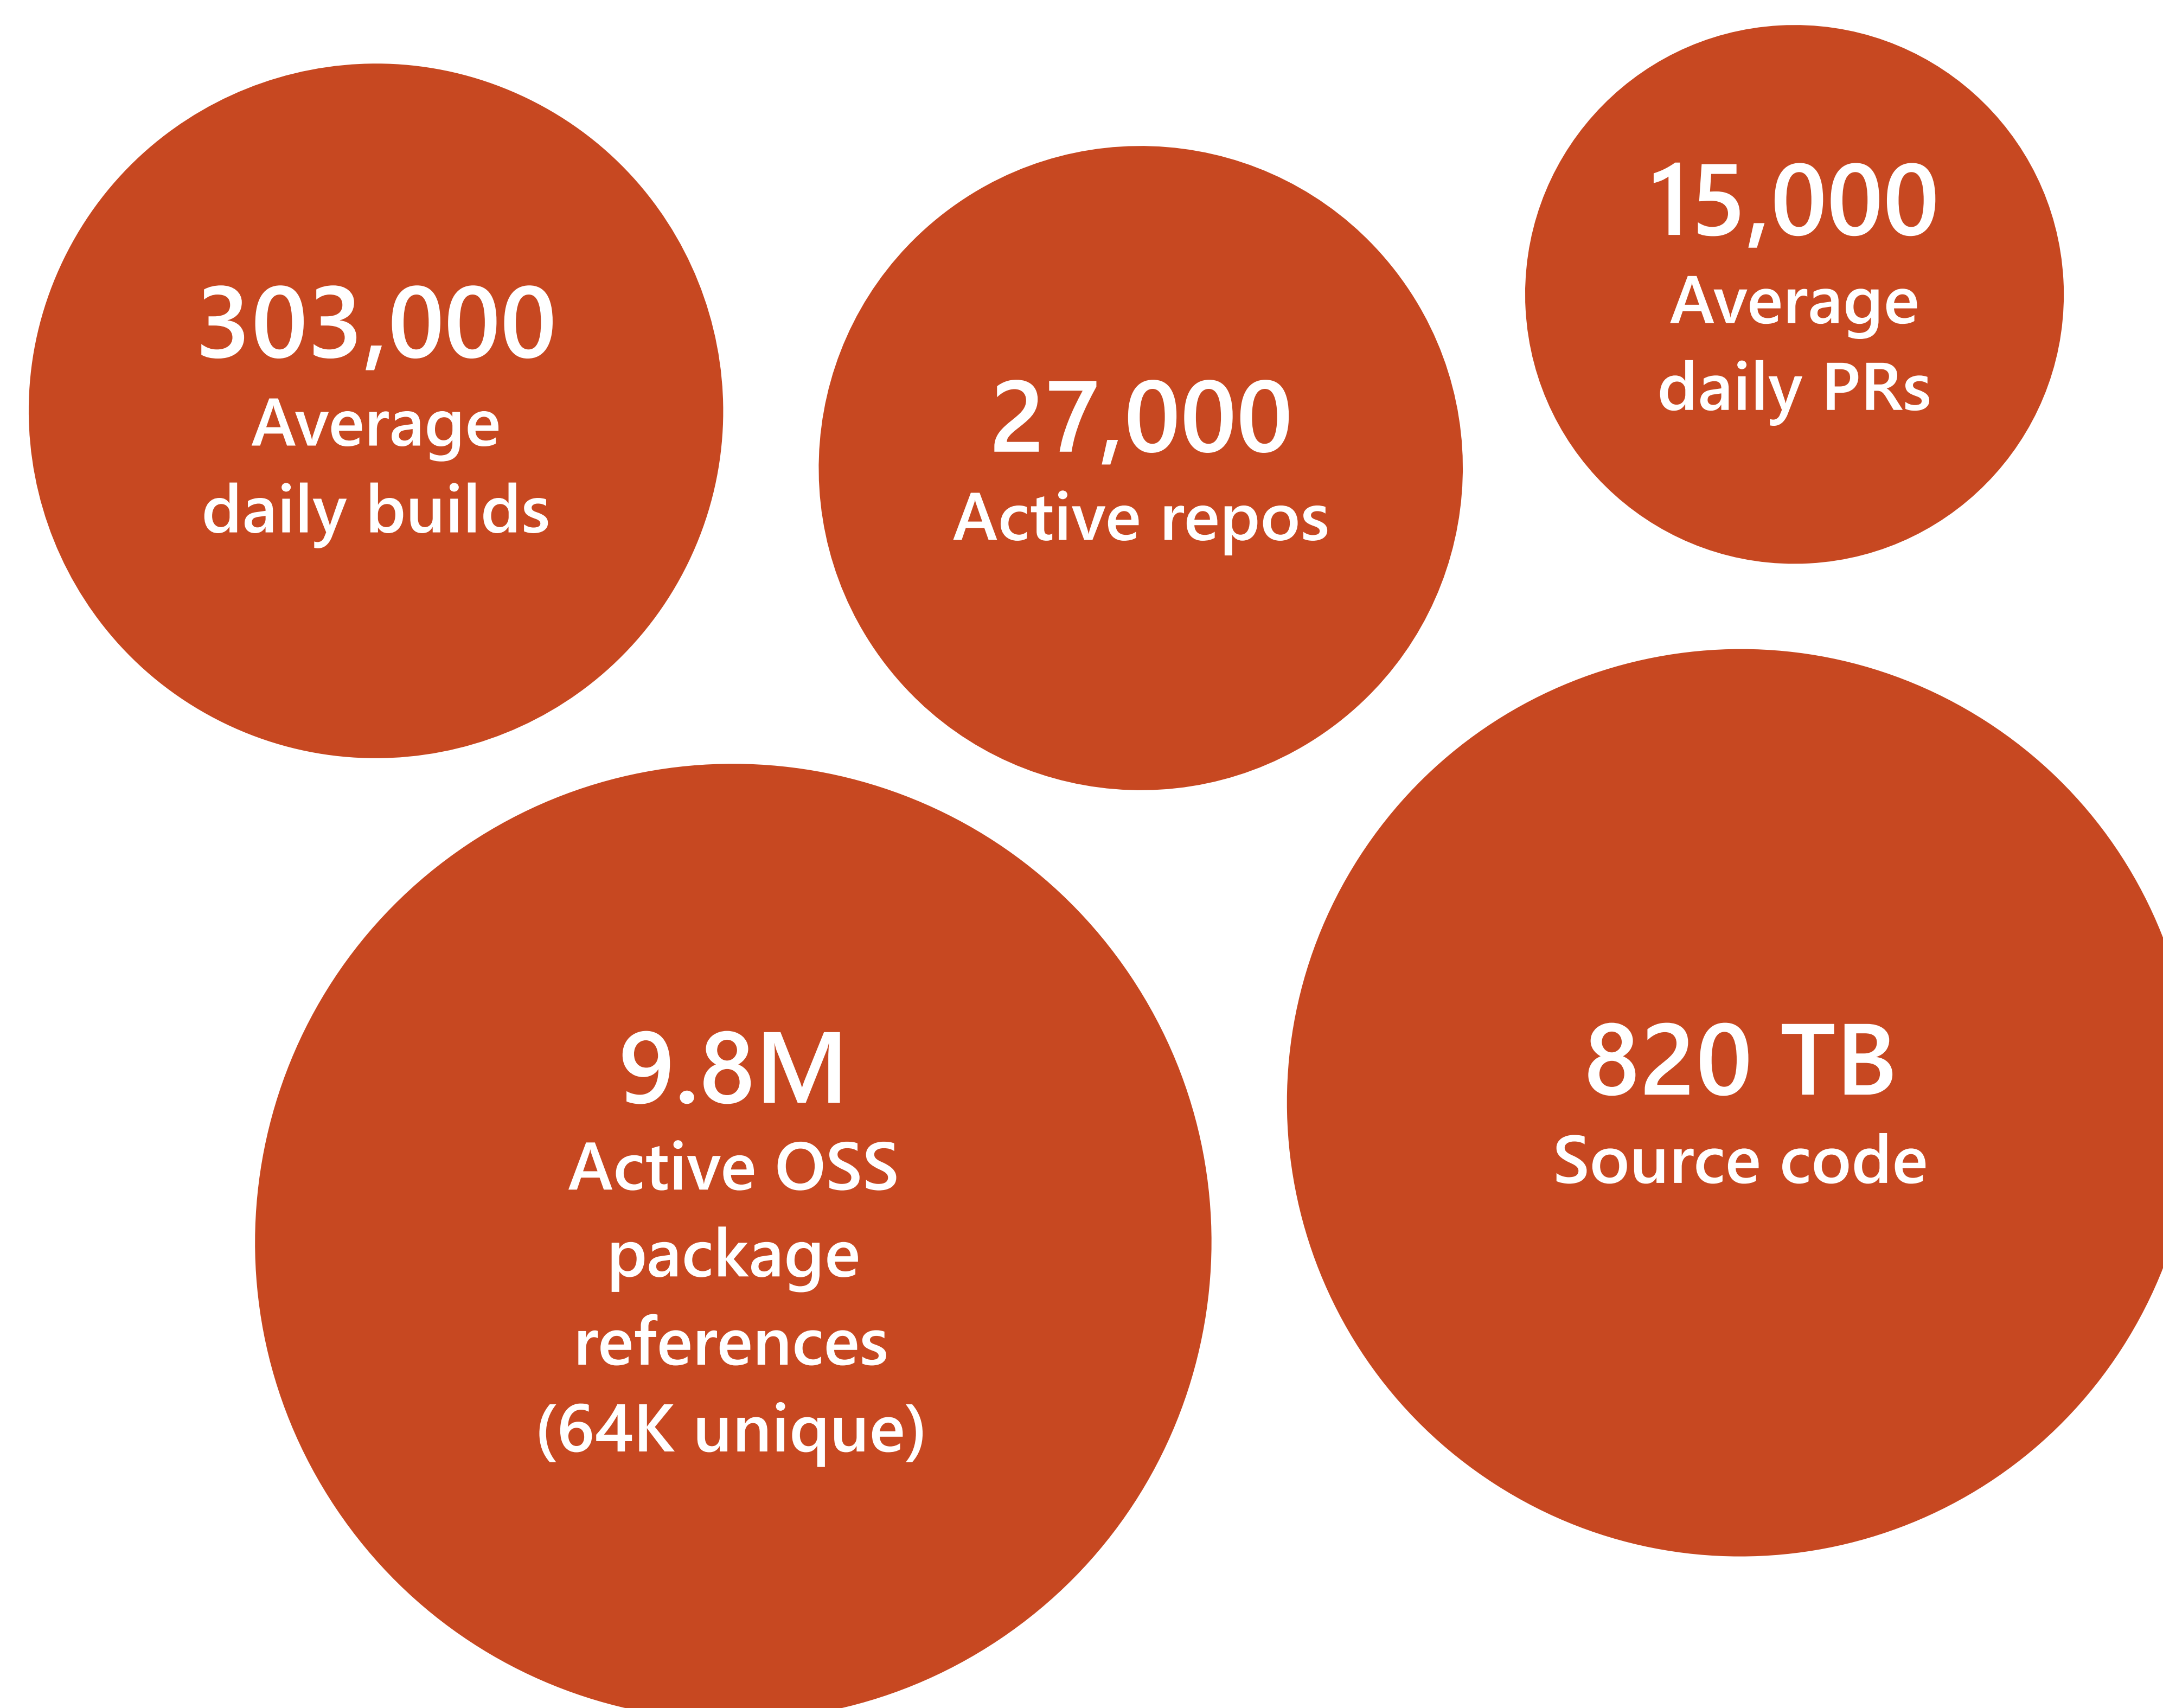 303,000
Average
daily builds
27,000
Active repos
15,000
Average
daily PRs
9.8M
Active OSS
package
references
(64K unique)
820 TB
Source code